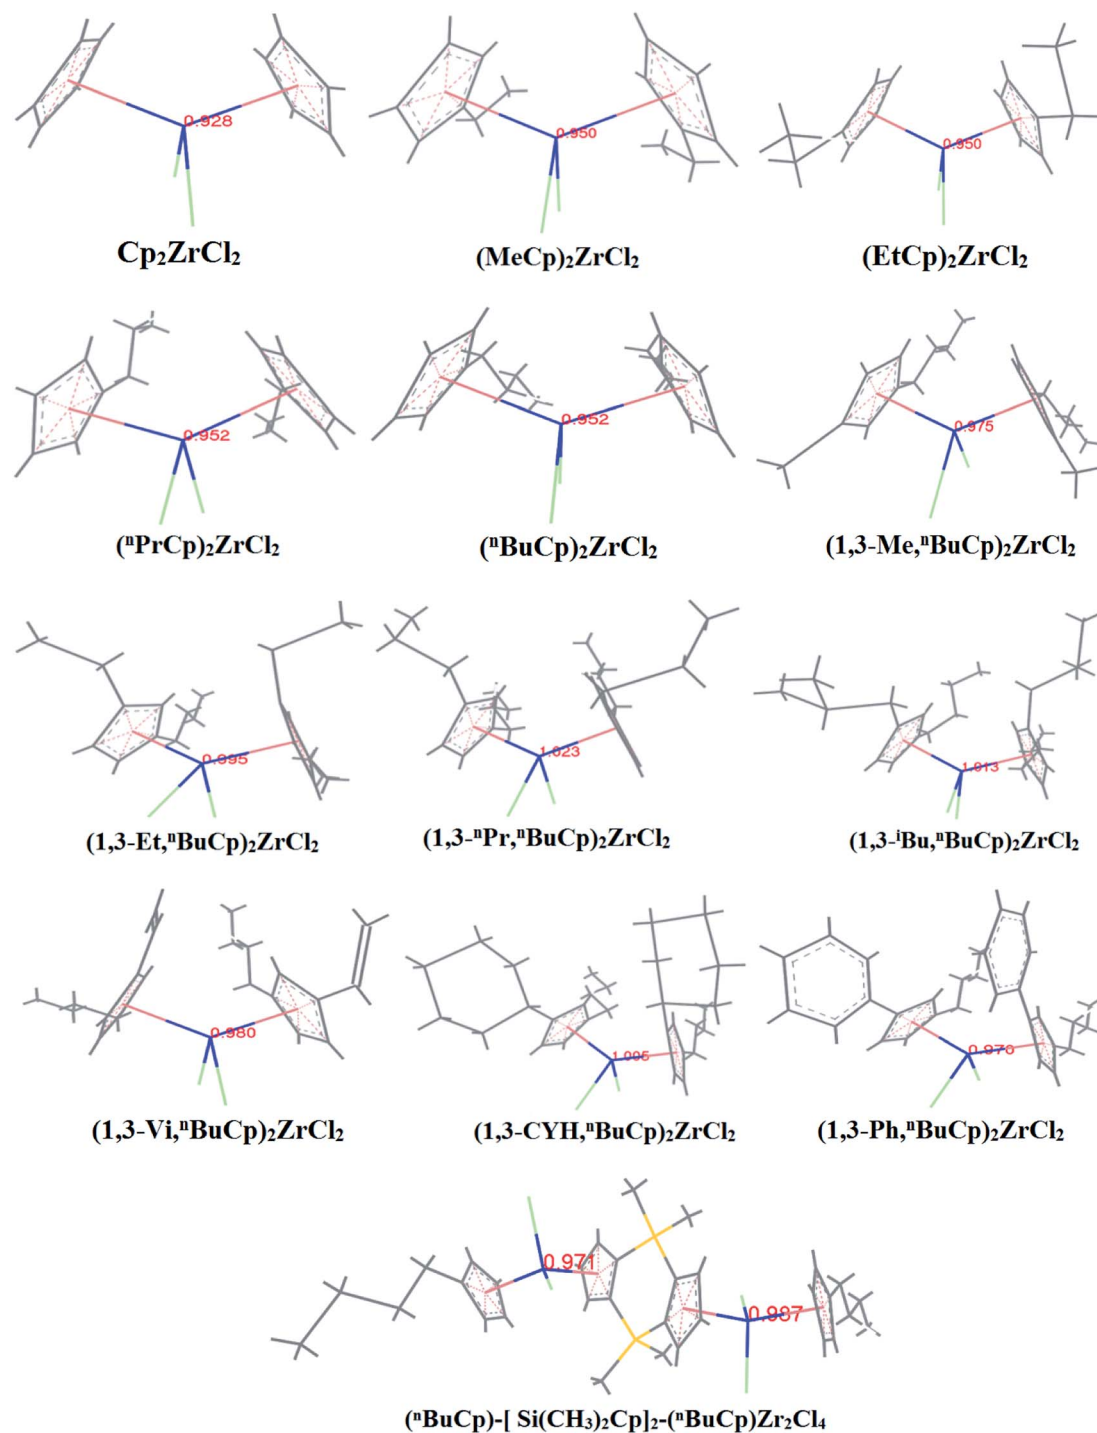 0.928 0.950 0.950
Cp₂ZrCl₂ (MeCp)₂ZrCl₂ (EtCp)₂ZrCl₂
0.952 0.952 0.975
(ⁿPrCp)₂ZrCl₂ (ⁿBuCp)₂ZrCl₂ (1,3-Me,ⁿBuCp)₂ZrCl₂
0.995 1.023 1.013
(1,3-Et,ⁿBuCp)₂ZrCl₂ (1,3-ⁿPr,ⁿBuCp)₂ZrCl₂ (1,3-ⁱBu,ⁿBuCp)₂ZrCl₂
0.980 1.005 0.970
(1,3-Vi,ⁿBuCp)₂ZrCl₂ (1,3-CYH,ⁿBuCp)₂ZrCl₂ (1,3-Ph,ⁿBuCp)₂ZrCl₂
0.971 0.987
(ⁿBuCp)-[ Si(CH₃)₂Cp]₂-(ⁿBuCp)Zr₂Cl₄